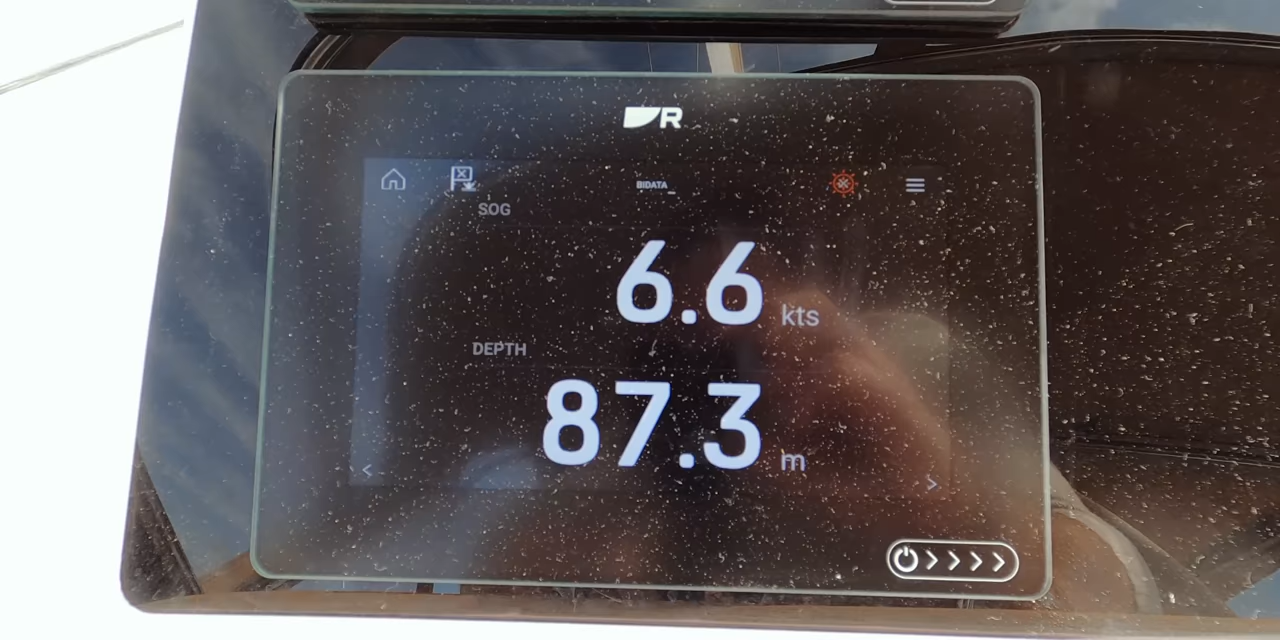 R
BIDATA
SOG
6.6 kts
DEPTH
87.3 m